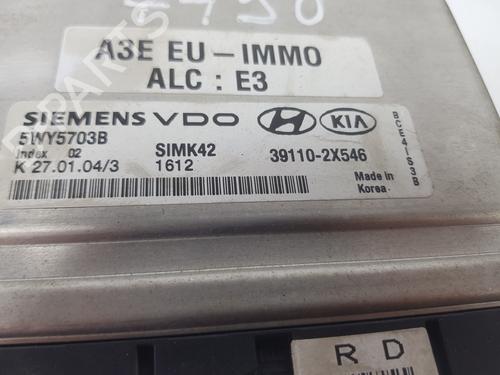 A3E EU-IMMO
ALC : E3
SIEMENS VDO HYUNDAI KIA
5WY5703B
Index 02 SIMK42 39110-2X546
K 27.01.04/3 1612 Made in
Korea
BCE41S3B
R D